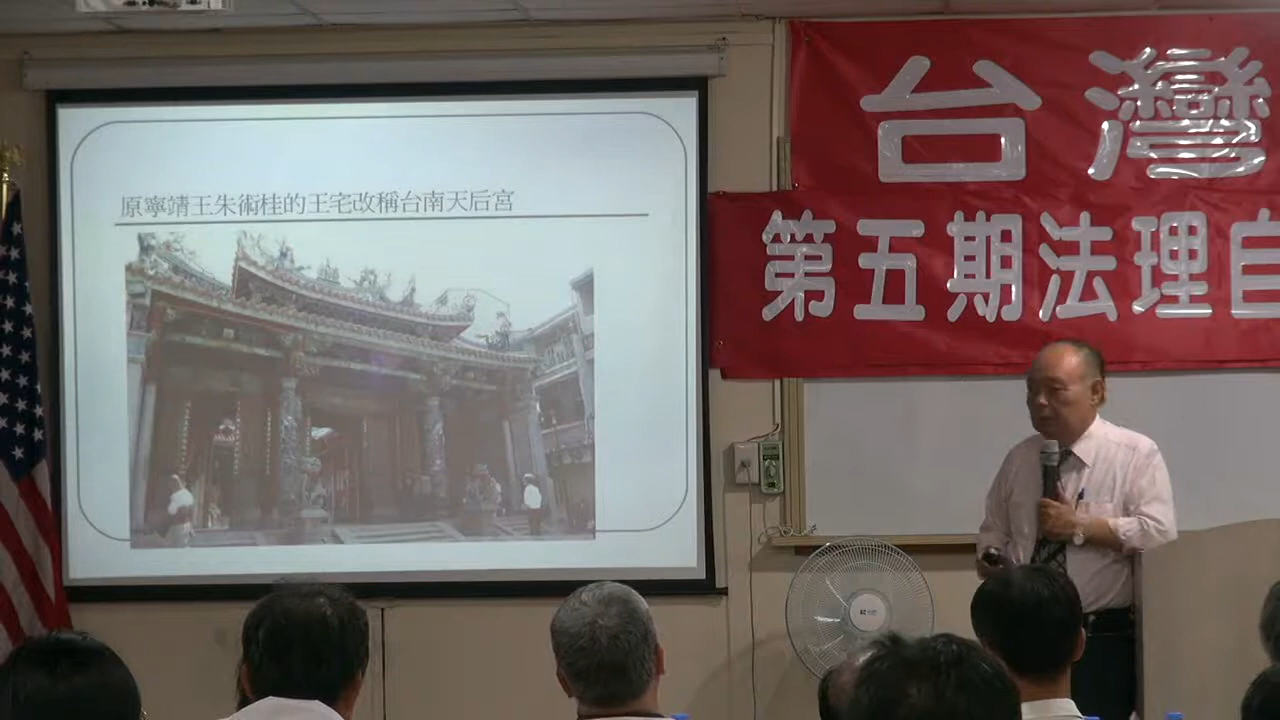 原寧靖王朱術桂的王宅改稱台南天后宮
台灣
第五期法理自